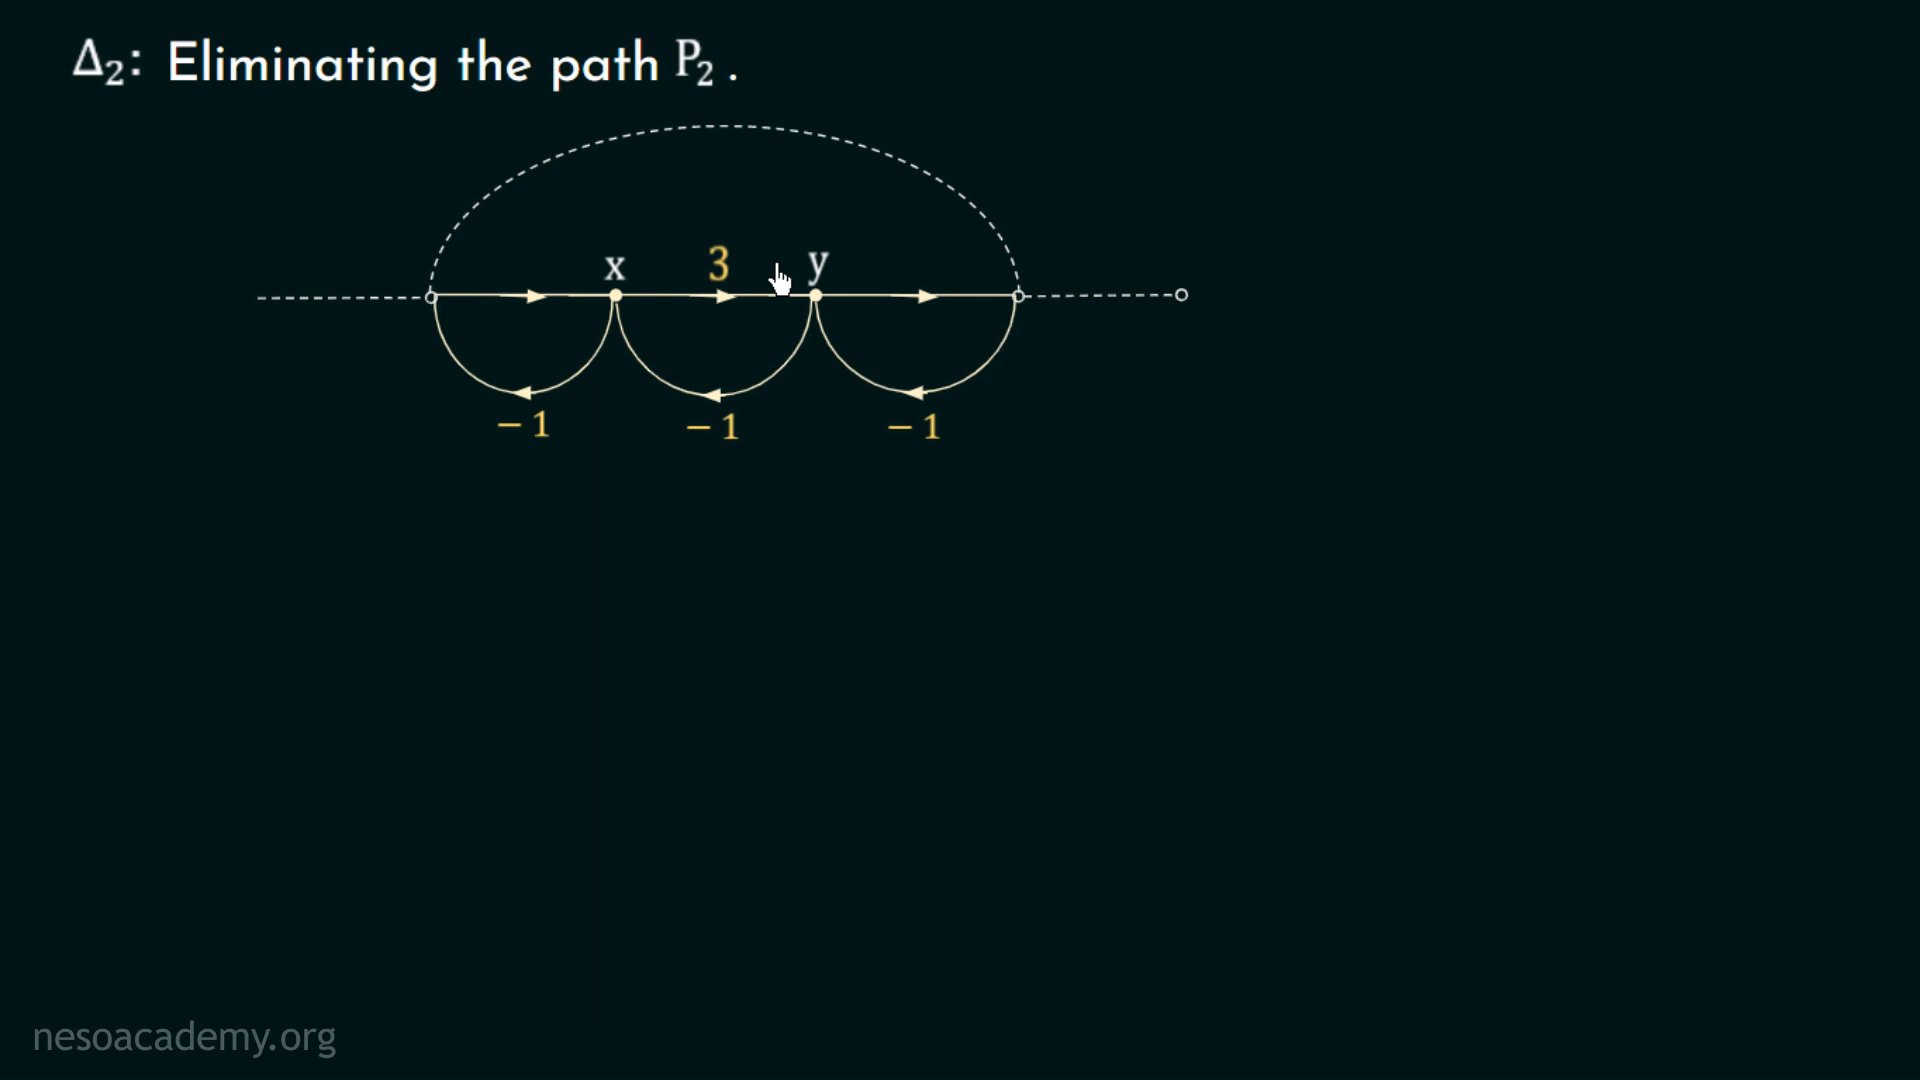 Δ₂: Eliminating the path P₂ .
x 3 y
− 1 − 1 − 1
nesoacademy.org